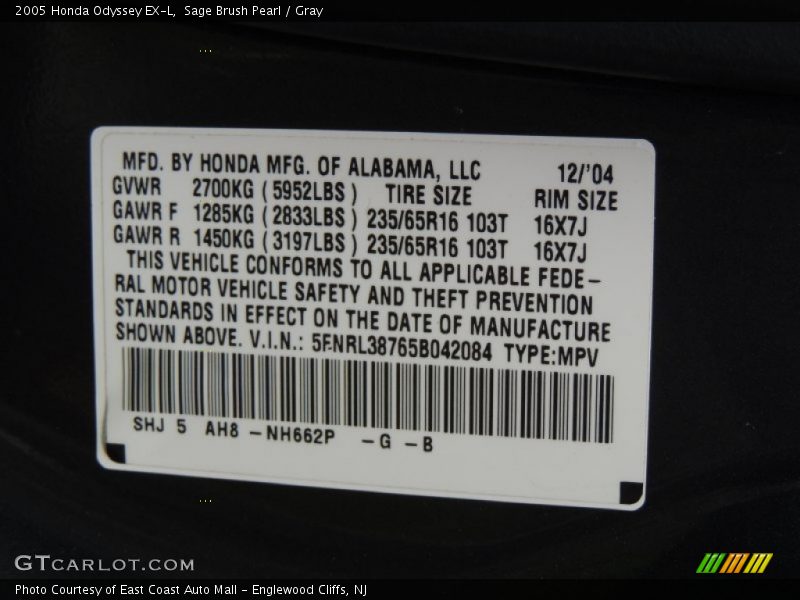 2005 Honda Odyssey EX-L, Sage Brush Pearl / Gray
MFD. BY HONDA MFG. OF ALABAMA, LLC 12/'04
GVWR 2700KG ( 5952LBS ) TIRE SIZE RIM SIZE
GAWR F 1285KG ( 2833LBS ) 235/65R16 103T 16X7J
GAWR R 1450KG ( 3197LBS ) 235/65R16 103T 16X7J
THIS VEHICLE CONFORMS TO ALL APPLICABLE FEDE-
RAL MOTOR VEHICLE SAFETY AND THEFT PREVENTION
STANDARDS IN EFFECT ON THE DATE OF MANUFACTURE
SHOWN ABOVE. V.I.N.: 5FNRL38765B042084 TYPE:MPV
SHJ 5 AH8 -NH662P -G -B
GTCARLOT.COM
Photo Courtesy of East Coast Auto Mall - Englewood Cliffs, NJ